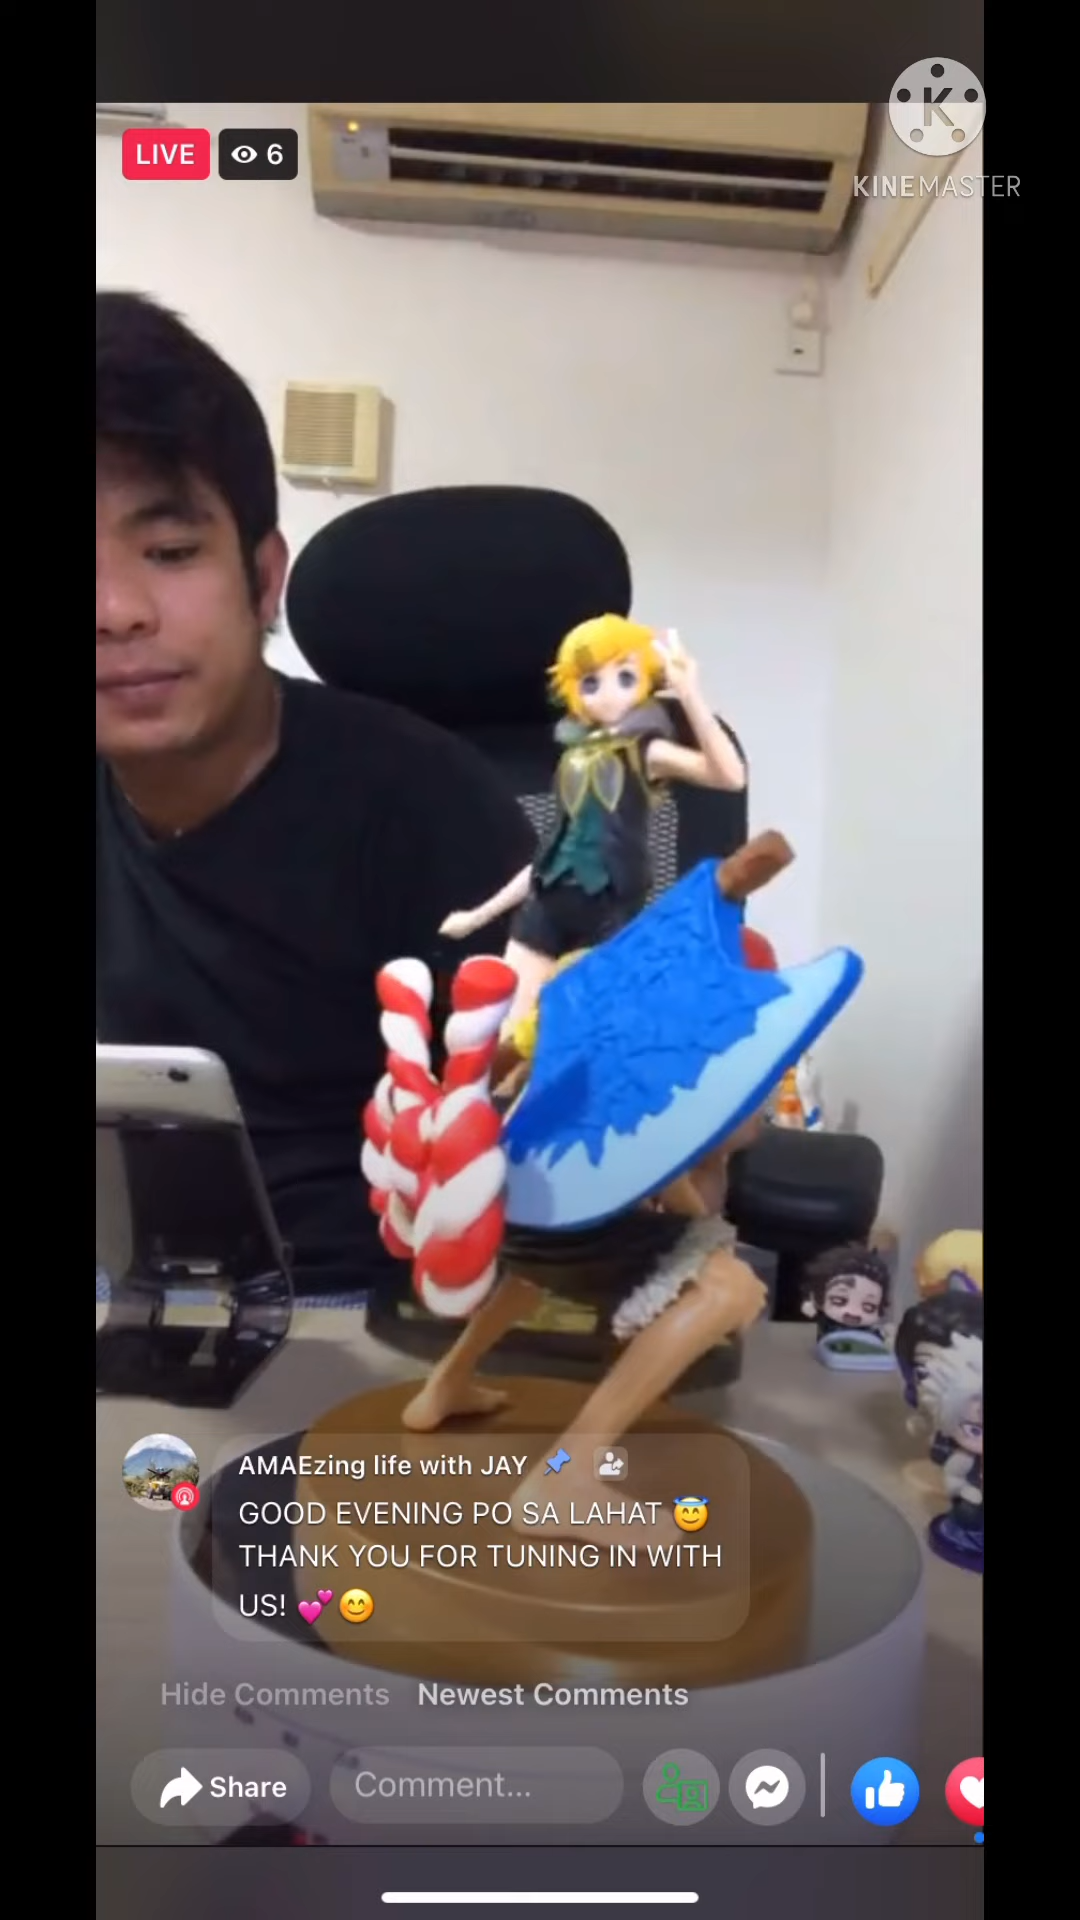 LIVE 6
KINEMASTER
AMAEzing life with JAY
GOOD EVENING PO SA LAHAT 😇
THANK YOU FOR TUNING IN WITH
US! 💕😊
Hide Comments Newest Comments
Share Comment...